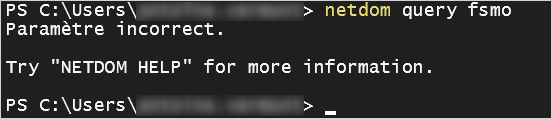 PS C:\Users\> netdom query fsmo
Paramètre incorrect.
Try "NETDOM HELP" for more information.
PS C:\Users\>